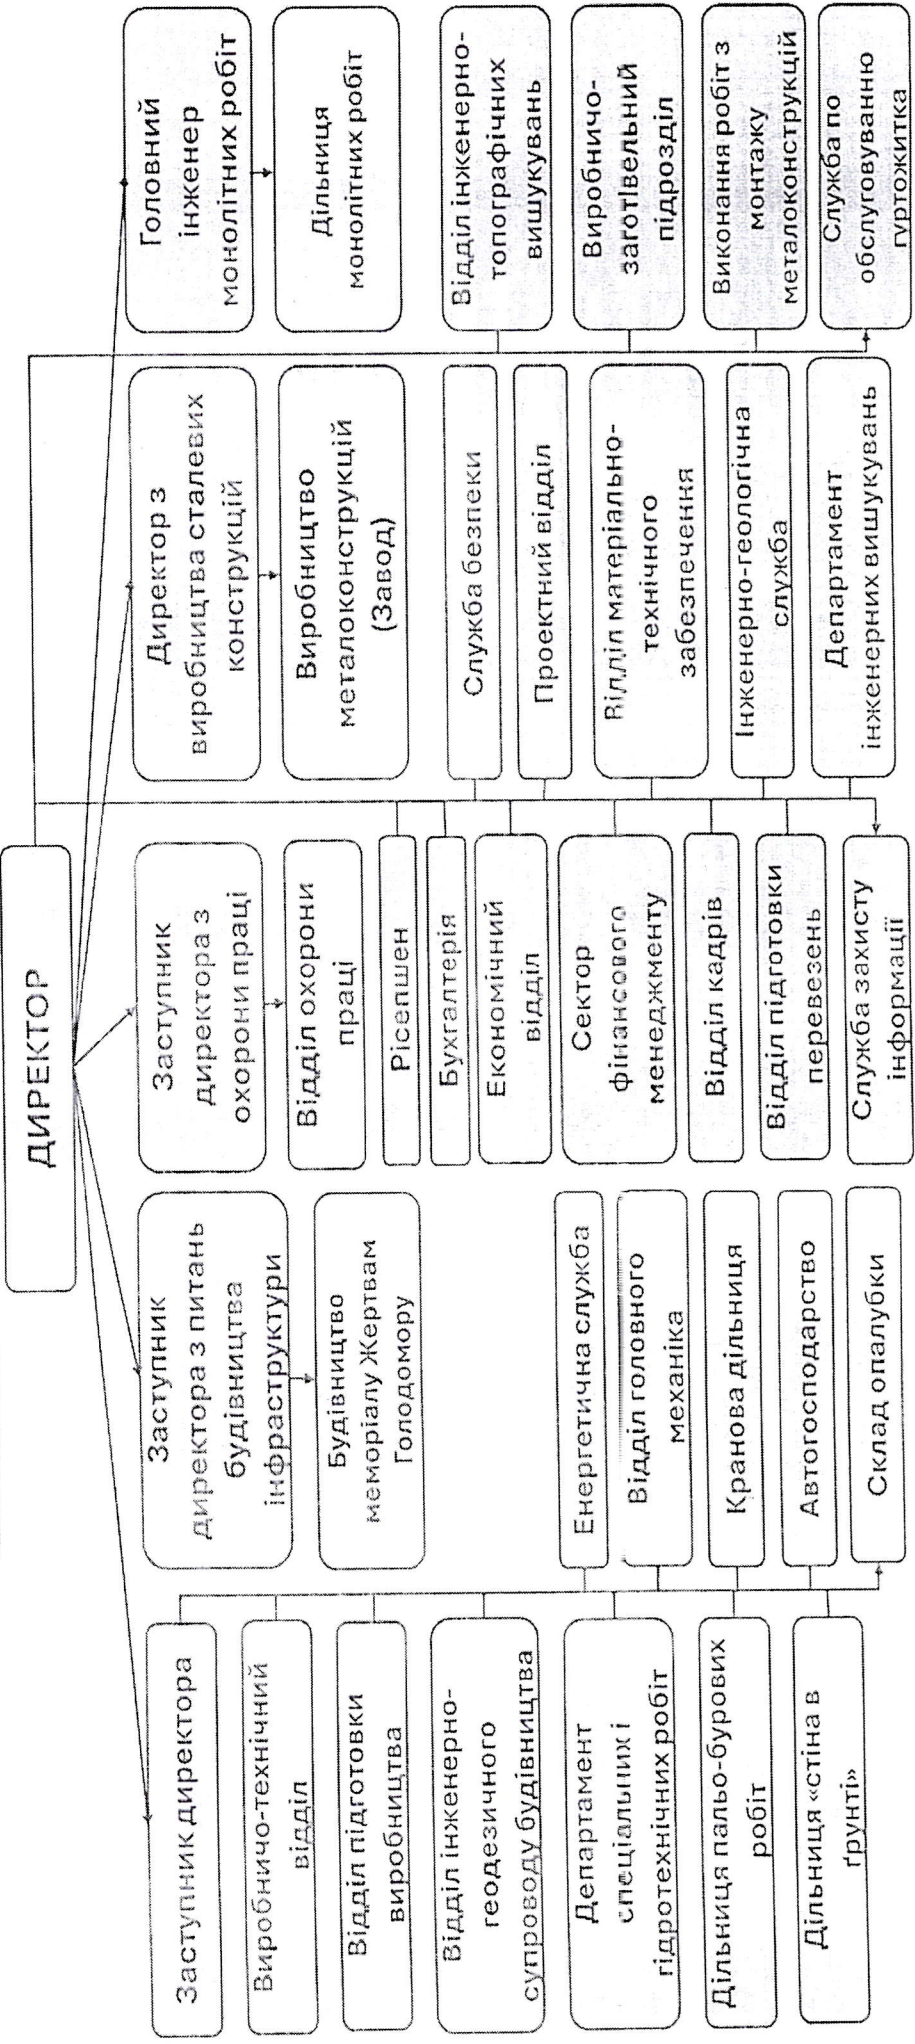 ДИРЕКТОР
Заступник директора
Заступник
директора з питань
будівництва
інфраструктури
Заступник
директора з
охорони праці
Директор з
виробництва сталевих
конструкцій
Головний
інженер
монолітних робіт
Виробничо-технічний
відділ
Відділ підготовки
виробництва
Відділ інженерно-
геодезичного
супроводу будівництва
Департамент
спеціальних і
гідротехнічних робіт
Дільниця пальо-бурових
робіт
Дільниця «стіна в
ґрунті»
Енергетична служба
Відділ головного
механіка
Кранова дільниця
Автогосподарство
Склад опалубки
Будівництво
меморіалу Жертвам
Голодомору
Відділ охорони
праці
Рісепшен
Бухгалтерія
Економічний
відділ
Сектор
фінансового
менеджменту
Відділ кадрів
Відділ підготовки
перевезень
Служба захисту
інформації
Виробництво
металоконструкцій
(Завод)
Служба безпеки
Проектний відділ
Відділ матеріально-
технічного
забезпечення
Інженерно-геологічна
служба
Департамент
інженерних вишукувань
Дільниця
монолітних робіт
Відділ інженерно-
топографічних
вишукувань
Виробничо-
заготівельний
підрозділ
Виконання робіт з
монтажу
металоконструкцій
Служба по
обслуговуванню
гуртожитка